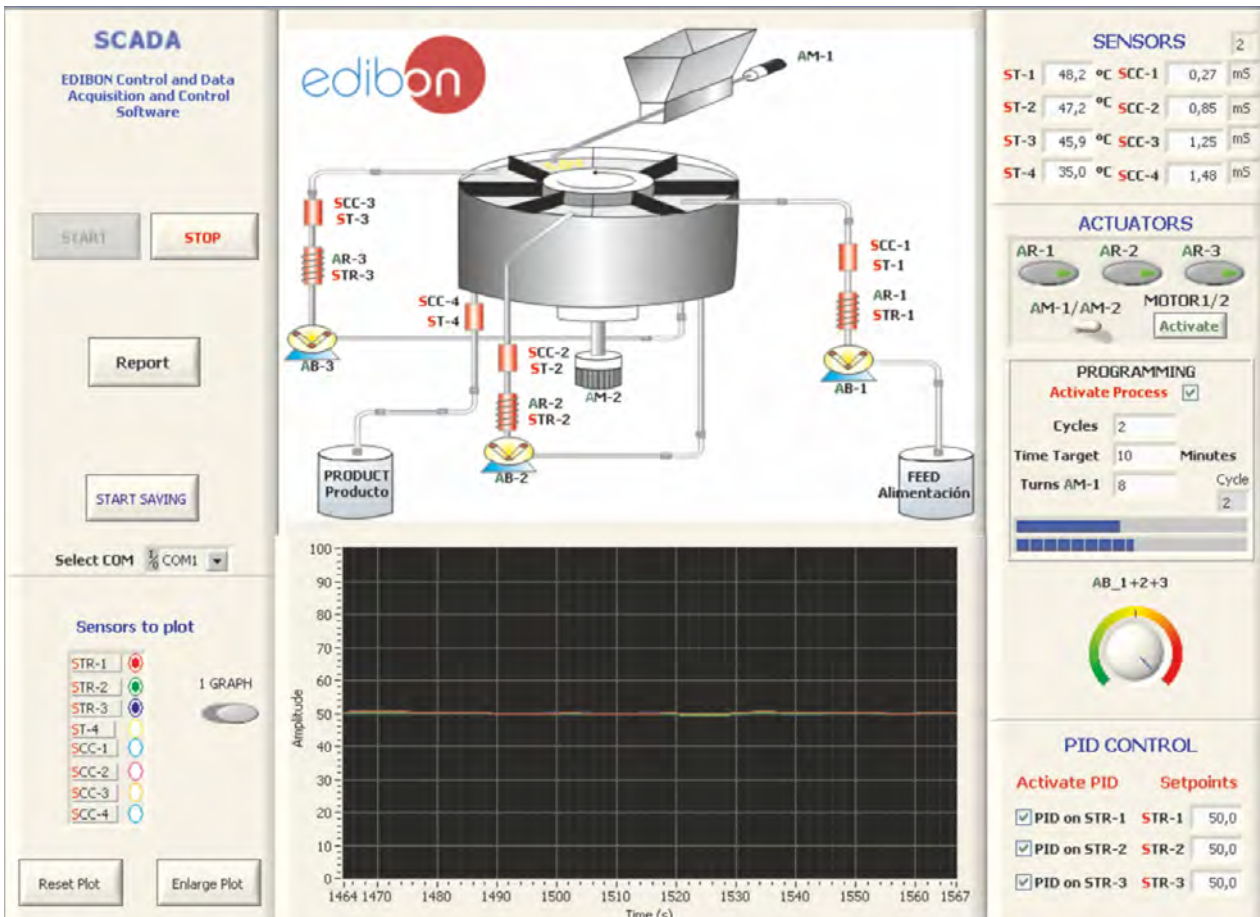 SCADA
EDIBON Control and Data
Acquisition and Control
Software
START
STOP
Report
START SAVING
Select COM
COM1
Sensors to plot
STR-1
STR-2
STR-3
ST-4
SCC-1
SCC-2
SCC-3
SCC-4
1 GRAPH
Reset Plot
Enlarge Plot
edibon
AM-1
SCC-3
ST-3
AR-3
STR-3
AB-3
SCC-4
ST-4
SCC-2
ST-2
AR-2
STR-2
AB-2
AM-2
SCC-1
ST-1
AR-1
STR-1
AB-1
PRODUCT
Producto
FEED
Alimentación
Amplitude
100
90
80
70
60
50
40
30
20
10
0
1464 1470 1480 1490 1500 1510 1520 1530 1540 1550 1567
Time (s)
SENSORS 2
ST-1 48,2 ºC SCC-1 0,27 mS
ST-2 47,2 ºC SCC-2 0,85 mS
ST-3 45,9 ºC SCC-3 1,25 mS
ST-4 35,0 ºC SCC-4 1,48 mS
ACTUATORS
AR-1 AR-2 AR-3
AM-1/AM-2
MOTOR1/2
Activate
PROGRAMMING
Activate Process
Cycles 2
Time Target 10 Minutes
Turns AM-1 8
Cycle
2
AB_1+2+3
PID CONTROL
Activate PID Setpoints
PID on STR-1 STR-1 50,0
PID on STR-2 STR-2 50,0
PID on STR-3 STR-3 50,0